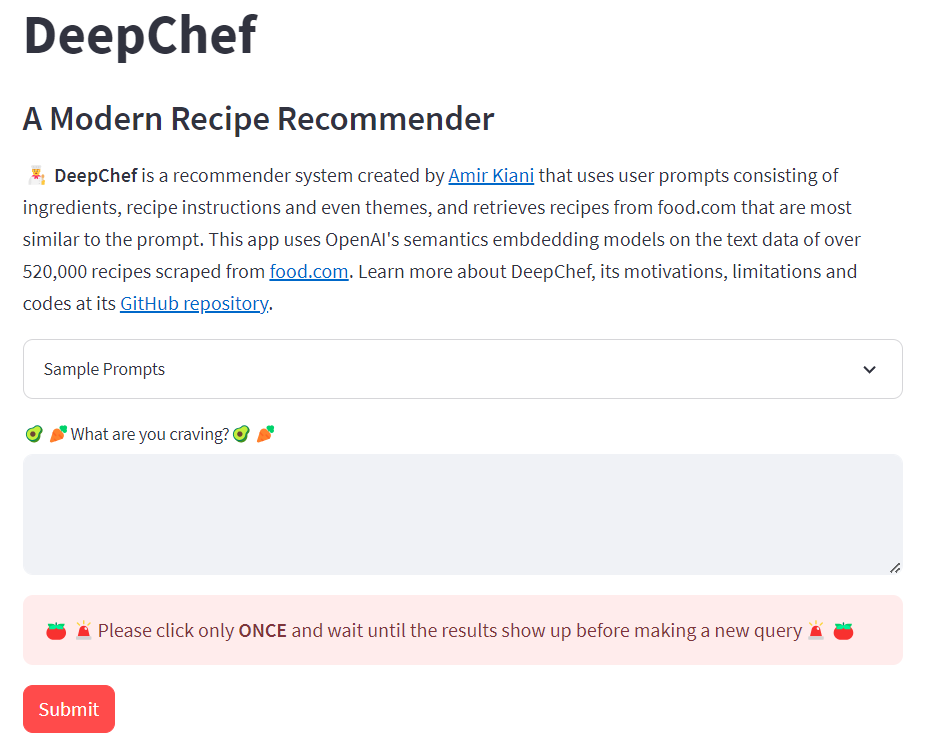 DeepChef
A Modern Recipe Recommender
DeepChef is a recommender system created by Amir Kiani that uses user prompts consisting of
ingredients, recipe instructions and even themes, and retrieves recipes from food.com that are most
similar to the prompt. This app uses OpenAI's semantics embdedding models on the text data of over
520,000 recipes scraped from food.com. Learn more about DeepChef, its motivations, limitations and
codes at its GitHub repository.
Sample Prompts
What are you craving?
Please click only ONCE and wait until the results show up before making a new query
Submit